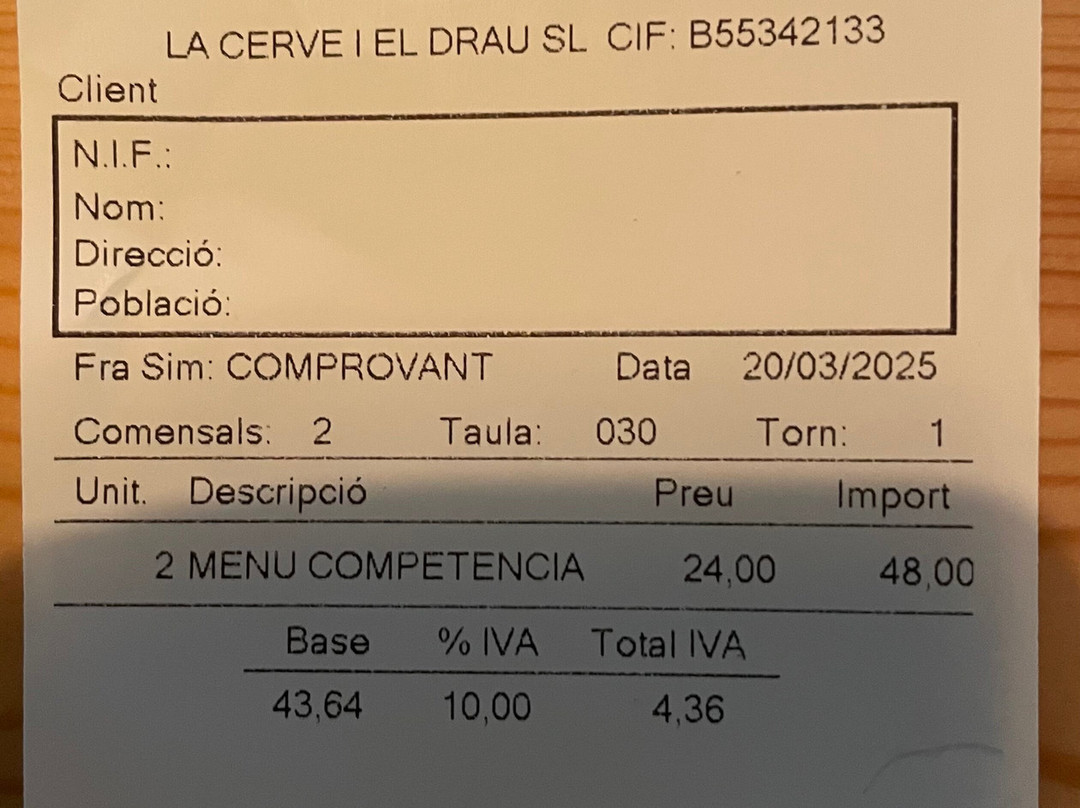 LA CERVE I EL DRAU SL CIF: B55342133
Client
N.I.F.:
Nom:
Direcció:
Població:
Fra Sim: COMPROVANT Data 20/03/2025
Comensals: 2 Taula: 030 Torn: 1
Unit. Descripció Preu Import
2 MENU COMPETENCIA 24,00 48,00
Base % IVA Total IVA
43,64 10,00 4,36